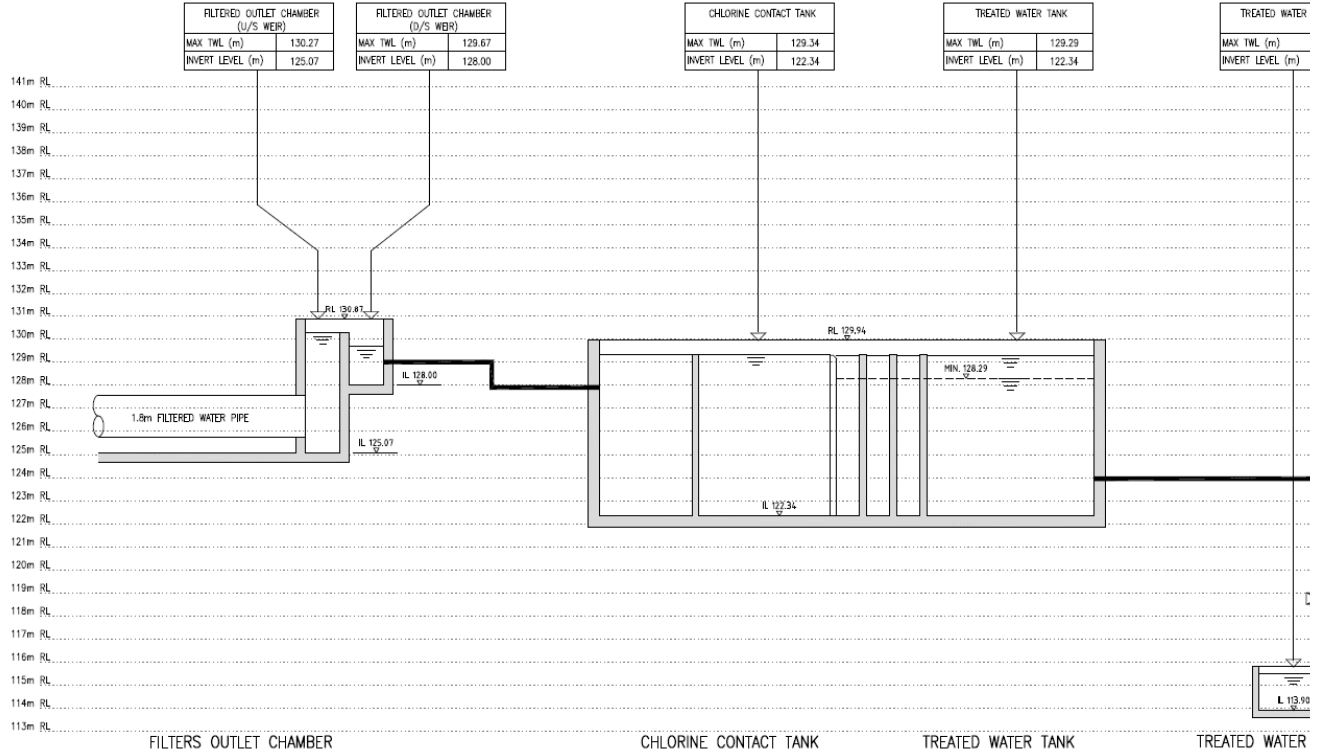 FILTERED OUTLET CHAMBER
(U/S WEIR)
MAX TWL (m) 130.27
INVERT LEVEL (m) 125.07
FILTERED OUTLET CHAMBER
(D/S WEIR)
MAX TWL (m) 129.67
INVERT LEVEL (m) 128.00
CHLORINE CONTACT TANK
MAX TWL (m) 129.34
INVERT LEVEL (m) 122.34
TREATED WATER TANK
MAX TWL (m) 129.29
INVERT LEVEL (m) 122.34
TREATED WATER
MAX TWL (m)
INVERT LEVEL (m)
141m RL
140m RL
139m RL
138m RL
137m RL
136m RL
135m RL
134m RL
133m RL
132m RL
131m RL
130m RL
129m RL
128m RL
127m RL
126m RL
125m RL
124m RL
123m RL
122m RL
121m RL
120m RL
119m RL
118m RL
117m RL
116m RL
115m RL
114m RL
113m RL
RL 130.87
IL 128.00
1.8m FILTERED WATER PIPE
IL 125.07
RL 129.94
MIN. 128.29
IL 122.34
L 113.90
FILTERS OUTLET CHAMBER
CHLORINE CONTACT TANK
TREATED WATER TANK
TREATED WATER